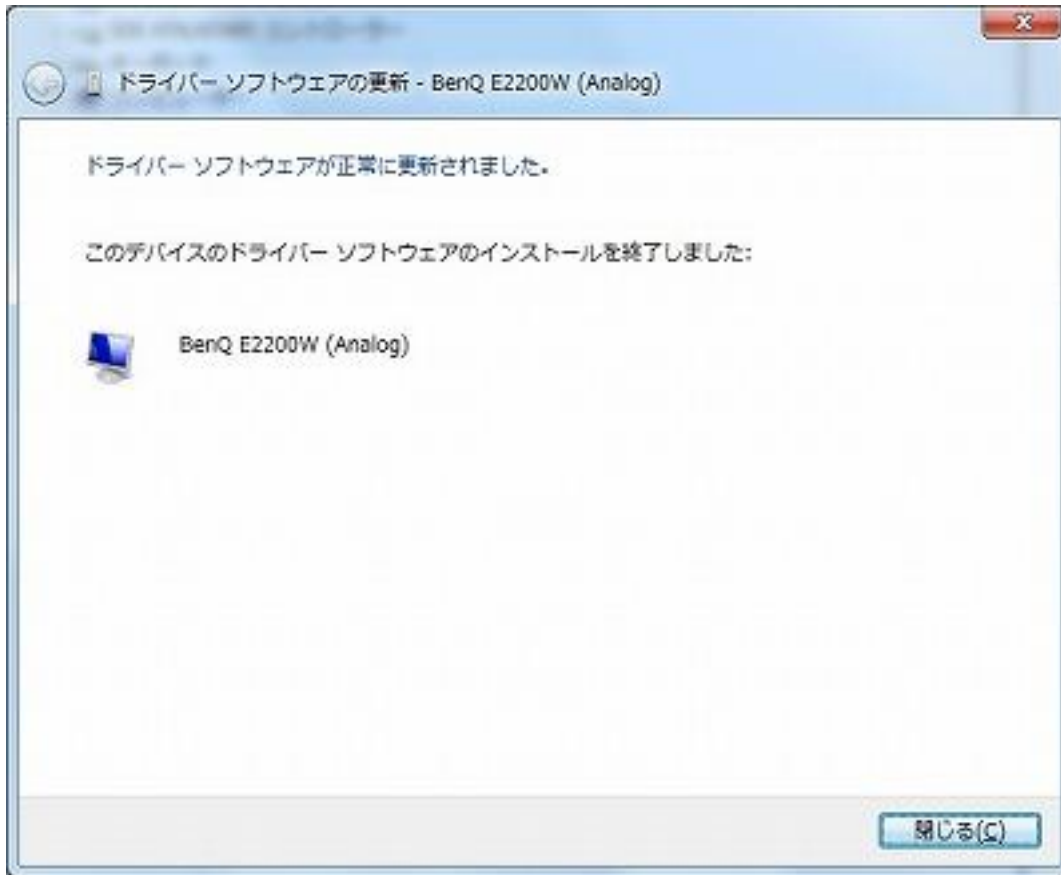 ドライバー ソフトウェアの更新 - BenQ E2200W (Analog)
ドライバー ソフトウェアが正常に更新されました。
このデバイスのドライバー ソフトウェアのインストールを終了しました:
BenQ E2200W (Analog)
閉じる(C)